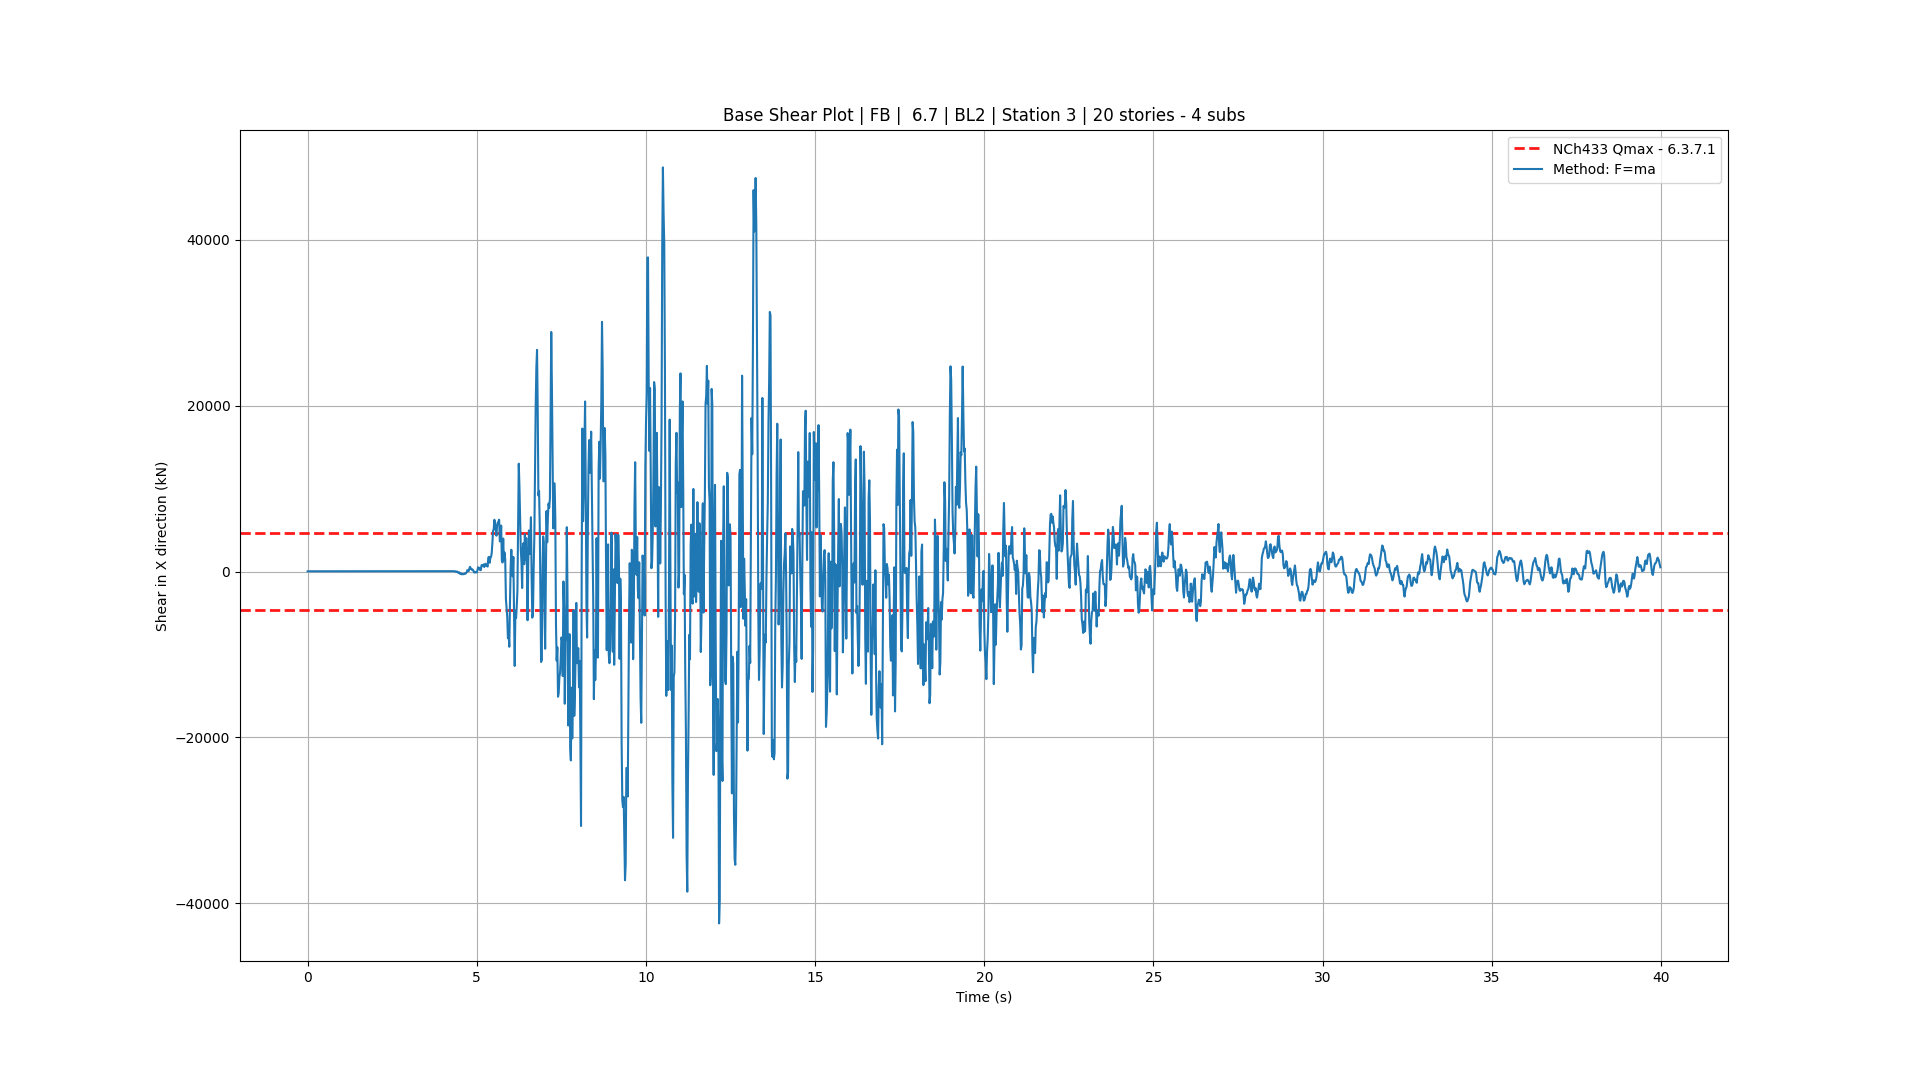 Base Shear Plot | FB |  6.7 | BL2 | Station 3 | 20 stories - 4 subs
NCh433 Qmax - 6.3.7.1
Method: F=ma
Shear in X direction (kN)
40000
20000
0
−20000
−40000
0 5 10 15 20 25 30 35 40
Time (s)